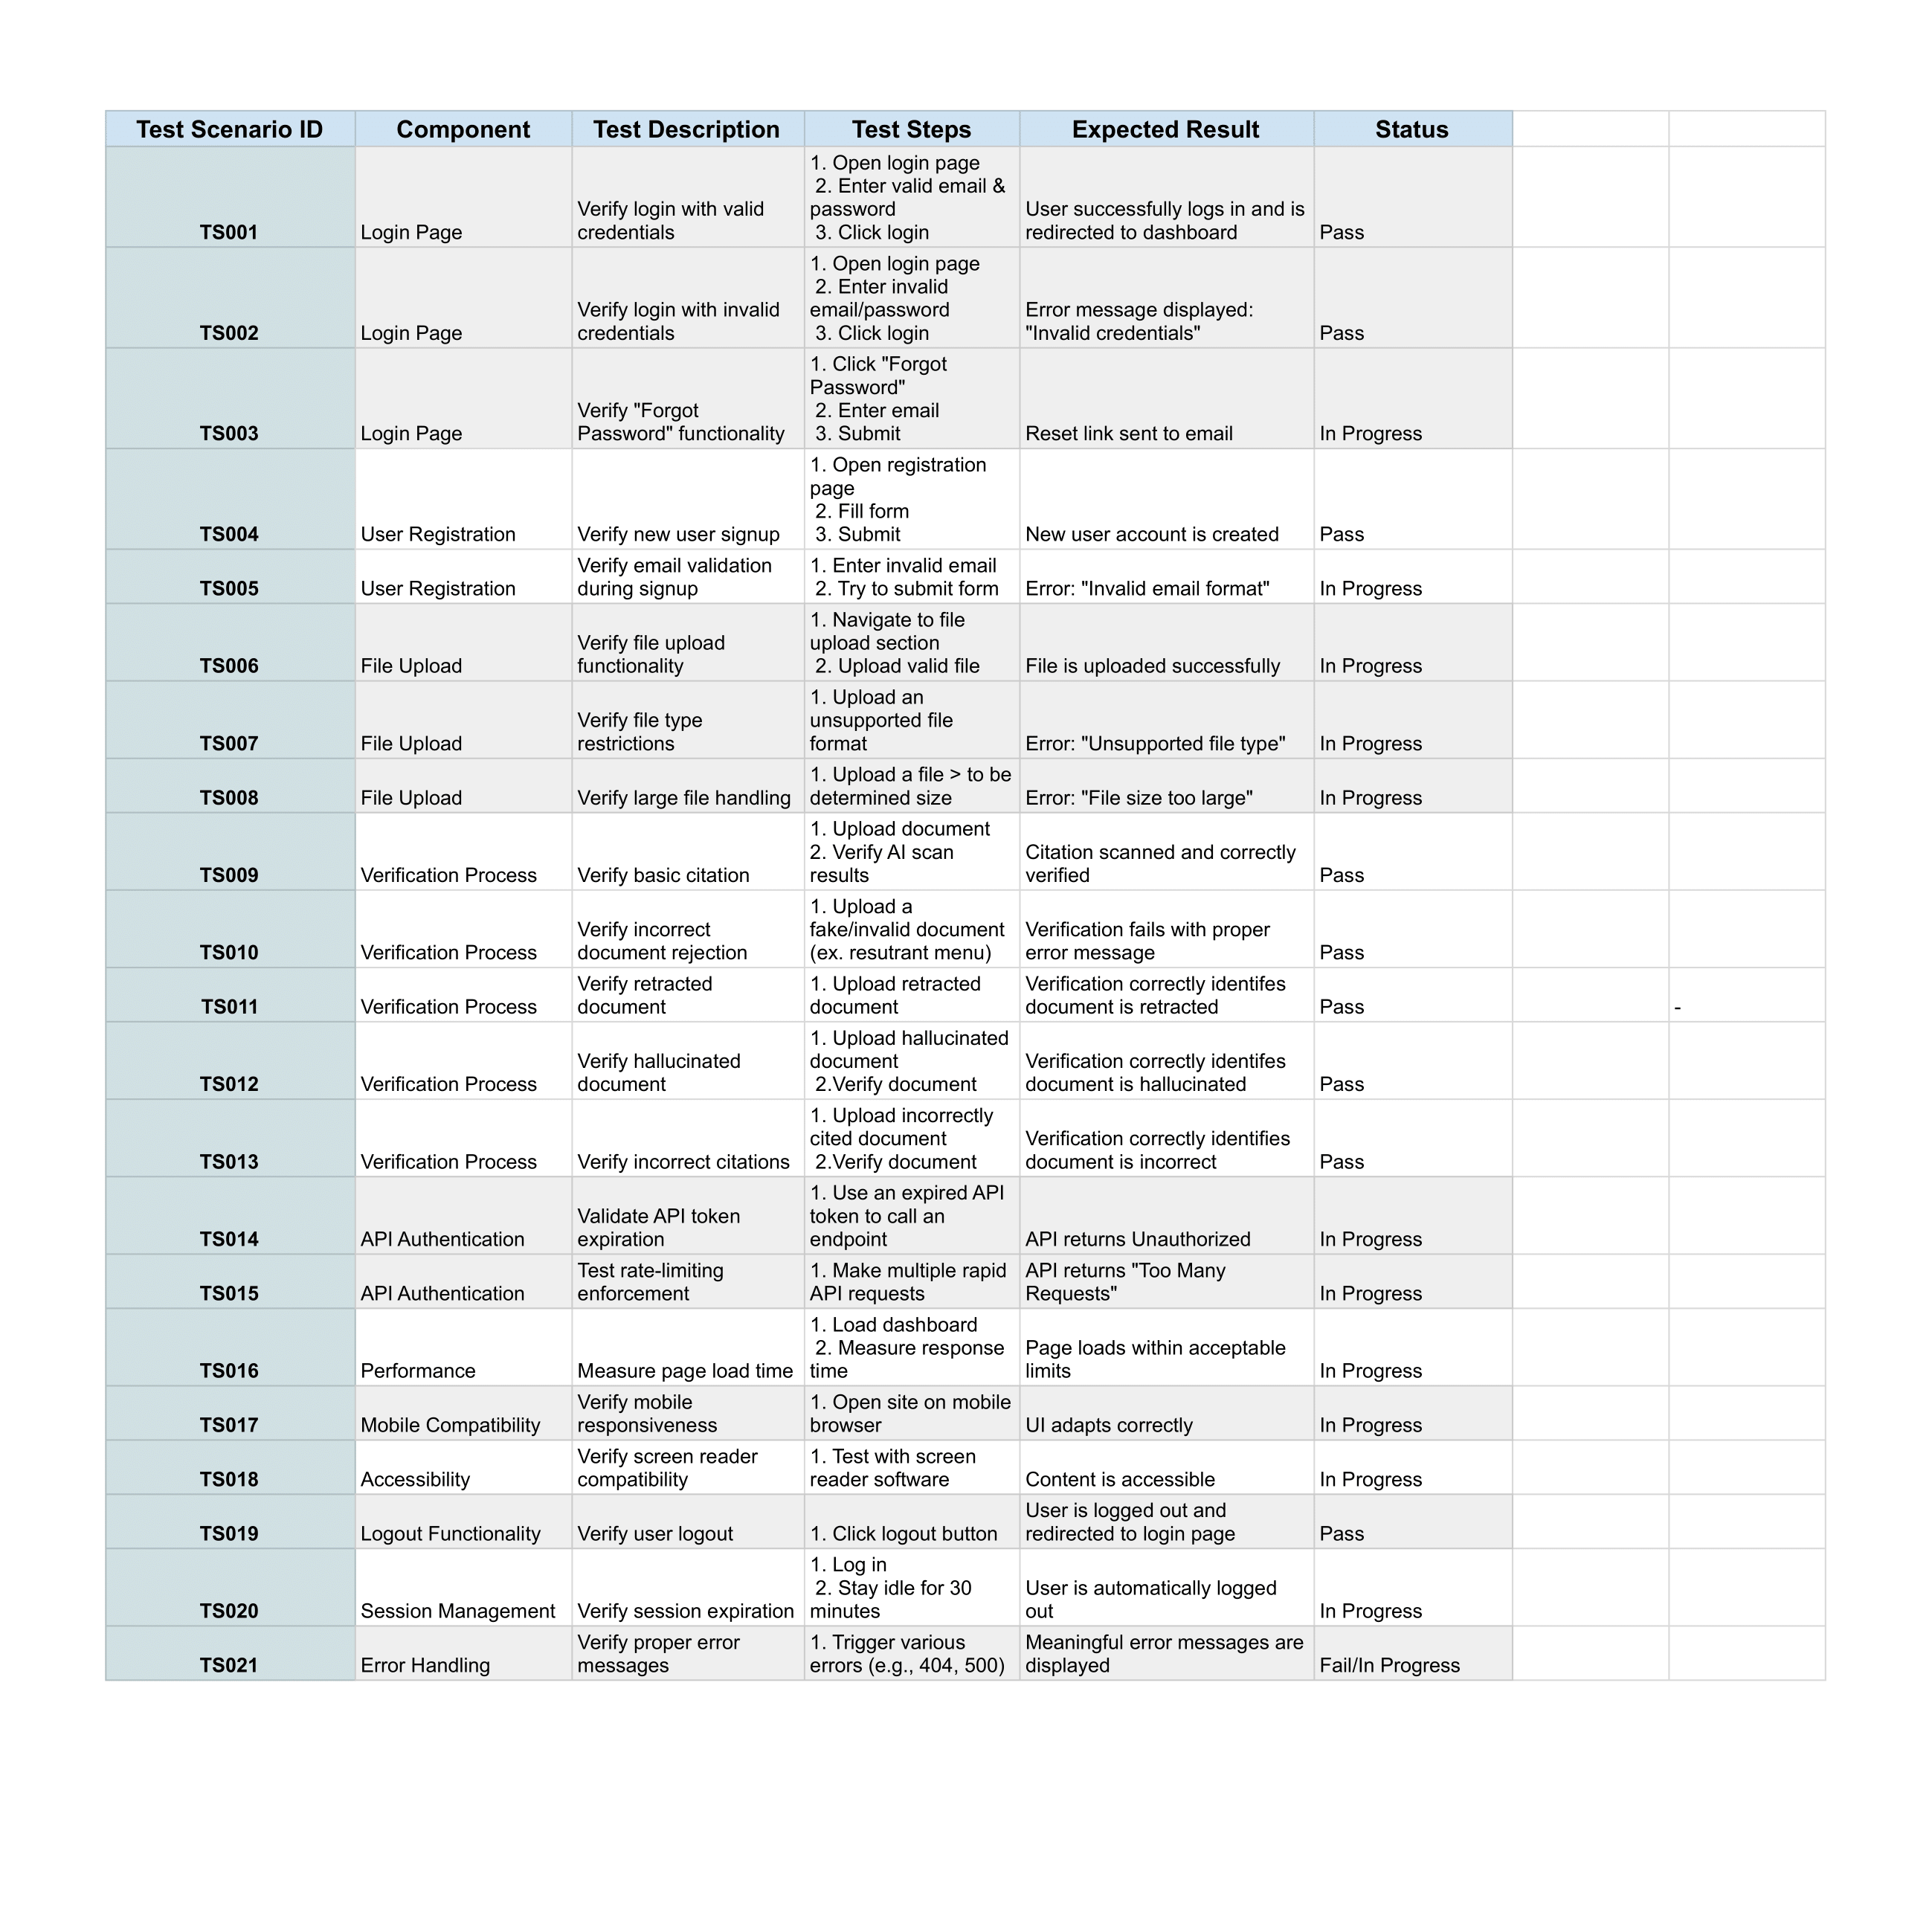 Test Scenario ID Component Test Description Test Steps Expected Result Status
1. Open login page
2. Enter valid email &
Verify login with valid password User successfully logs in and is
TS001 Login Page credentials 3. Click login redirected to dashboard Pass
1. Open login page
2. Enter invalid
Verify login with invalid email/password Error message displayed:
TS002 Login Page credentials 3. Click login "Invalid credentials" Pass
1. Click "Forgot
Password"
Verify "Forgot 2. Enter email
TS003 Login Page Password" functionality 3. Submit Reset link sent to email In Progress
1. Open registration
page
2. Fill form
TS004 User Registration Verify new user signup 3. Submit New user account is created Pass
Verify email validation 1. Enter invalid email
TS005 User Registration during signup 2. Try to submit form Error: "Invalid email format" In Progress
1. Navigate to file
Verify file upload upload section
TS006 File Upload functionality 2. Upload valid file File is uploaded successfully In Progress
1. Upload an
Verify file type unsupported file
TS007 File Upload restrictions format Error: "Unsupported file type" In Progress
1. Upload a file > to be
TS008 File Upload Verify large file handling determined size Error: "File size too large" In Progress
1. Upload document
2. Verify AI scan Citation scanned and correctly
TS009 Verification Process Verify basic citation results verified Pass
1. Upload a
Verify incorrect fake/invalid document Verification fails with proper
TS010 Verification Process document rejection (ex. resutrant menu) error message Pass
Verify retracted 1. Upload retracted Verification correctly identifes
TS011 Verification Process document document document is retracted Pass -
1. Upload hallucinated
Verify hallucinated document Verification correctly identifes
TS012 Verification Process document 2.Verify document document is hallucinated Pass
1. Upload incorrectly
cited document Verification correctly identifies
TS013 Verification Process Verify incorrect citations 2.Verify document document is incorrect Pass
1. Use an expired API
Validate API token token to call an
TS014 API Authentication expiration endpoint API returns Unauthorized In Progress
Test rate-limiting 1. Make multiple rapid API returns "Too Many
TS015 API Authentication enforcement API requests Requests" In Progress
1. Load dashboard
2. Measure response Page loads within acceptable
TS016 Performance Measure page load time time limits In Progress
Verify mobile 1. Open site on mobile
TS017 Mobile Compatibility responsiveness browser UI adapts correctly In Progress
Verify screen reader 1. Test with screen
TS018 Accessibility compatibility reader software Content is accessible In Progress
User is logged out and
TS019 Logout Functionality Verify user logout 1. Click logout button redirected to login page Pass
1. Log in
2. Stay idle for 30 User is automatically logged
TS020 Session Management Verify session expiration minutes out In Progress
Verify proper error 1. Trigger various Meaningful error messages are
TS021 Error Handling messages errors (e.g., 404, 500) displayed Fail/In Progress